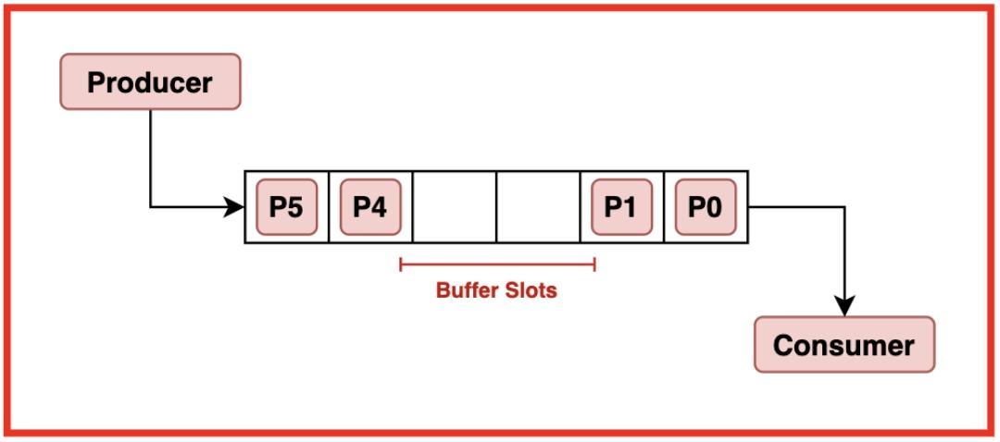 Producer
P5 P4 P1 P0
Buffer Slots
Consumer